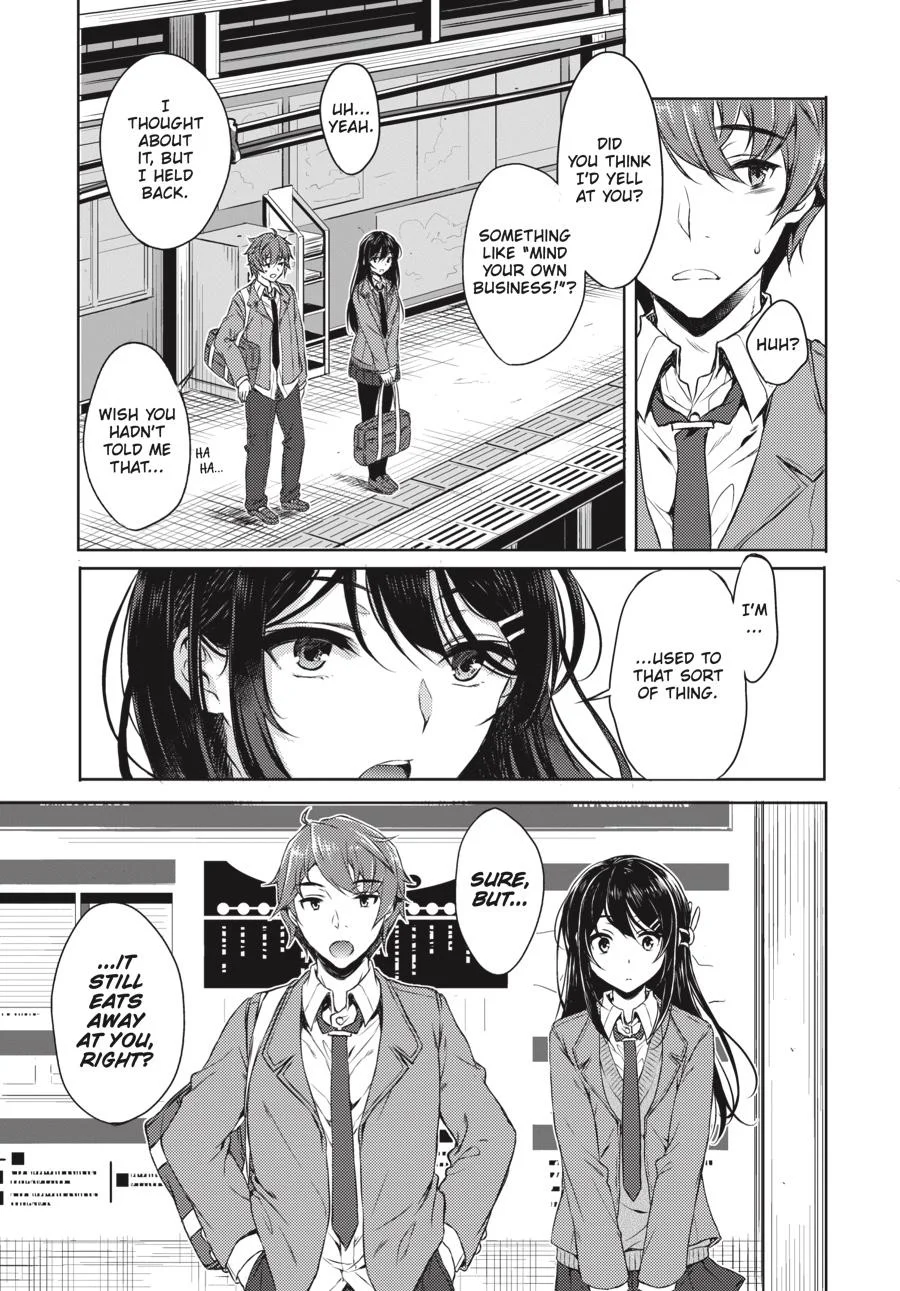 HUH?
DID
YOU THINK
I'D YELL
AT YOU?
SOMETHING
LIKE "MIND
YOUR OWN
BUSINESS!"?
UH...
YEAH.
I
THOUGHT
ABOUT
IT, BUT
I HELD
BACK.
WISH YOU
HADN'T
TOLD ME
THAT...
HA
HA...
I'M
...
...USED TO
THAT SORT
OF THING.
SURE,
BUT...
...IT
STILL
EATS
AWAY
AT YOU,
RIGHT?